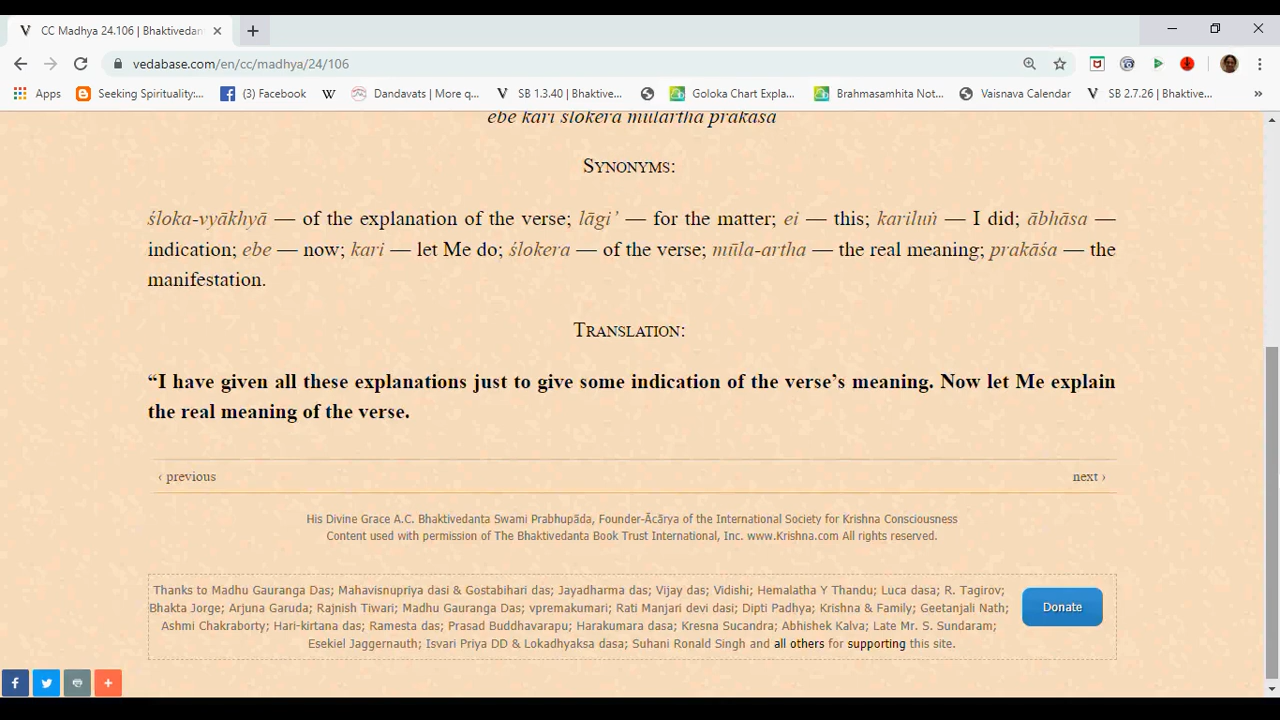 CC Madhya 24.106 | Bhaktivedan
vedabase.com/en/cc/madhya/24/106
Apps Seeking Spirituality:... (3) Facebook Dandavats | More q... SB 1.3.40 | Bhaktive... Goloka Chart Expla... Brahmasamhita Not... Vaisnava Calendar SB 2.7.26 | Bhaktive... »
ebe kari ślokera mūlārtha prakāśa
SYNONYMS:
śloka-vyākhyā — of the explanation of the verse; lāgi’ — for the matter; ei — this; kariluṅ — I did; ābhāsa —
indication; ebe — now; kari — let Me do; ślokera — of the verse; mūla-artha — the real meaning; prakāśa — the
manifestation.
TRANSLATION:
“I have given all these explanations just to give some indication of the verse’s meaning. Now let Me explain
the real meaning of the verse.
‹ previous next ›
His Divine Grace A.C. Bhaktivedanta Swami Prabhupāda, Founder-Ācārya of the International Society for Krishna Consciousness
Content used with permission of The Bhaktivedanta Book Trust International, Inc. www.Krishna.com All rights reserved.
Thanks to Madhu Gauranga Das; Mahavisnupriya dasi & Gostabihari das; Jayadharma das; Vijay das; Vidishi; Hemalatha Y Thandu; Luca dasa; R. Tagirov;
Bhakta Jorge; Arjuna Garuda; Rajnish Tiwari; Madhu Gauranga Das; vpremakumari; Rati Manjari devi dasi; Dipti Padhya; Krishna & Family; Geetanjali Nath;
Ashmi Chakraborty; Hari-kirtana das; Ramesta das; Prasad Buddhavarapu; Harakumara dasa; Kresna Sucandra; Abhishek Kalva; Late Mr. S. Sundaram;
Esekiel Jaggernauth; Isvari Priya DD & Lokadhyaksa dasa; Suhani Ronald Singh and all others for supporting this site.
Donate